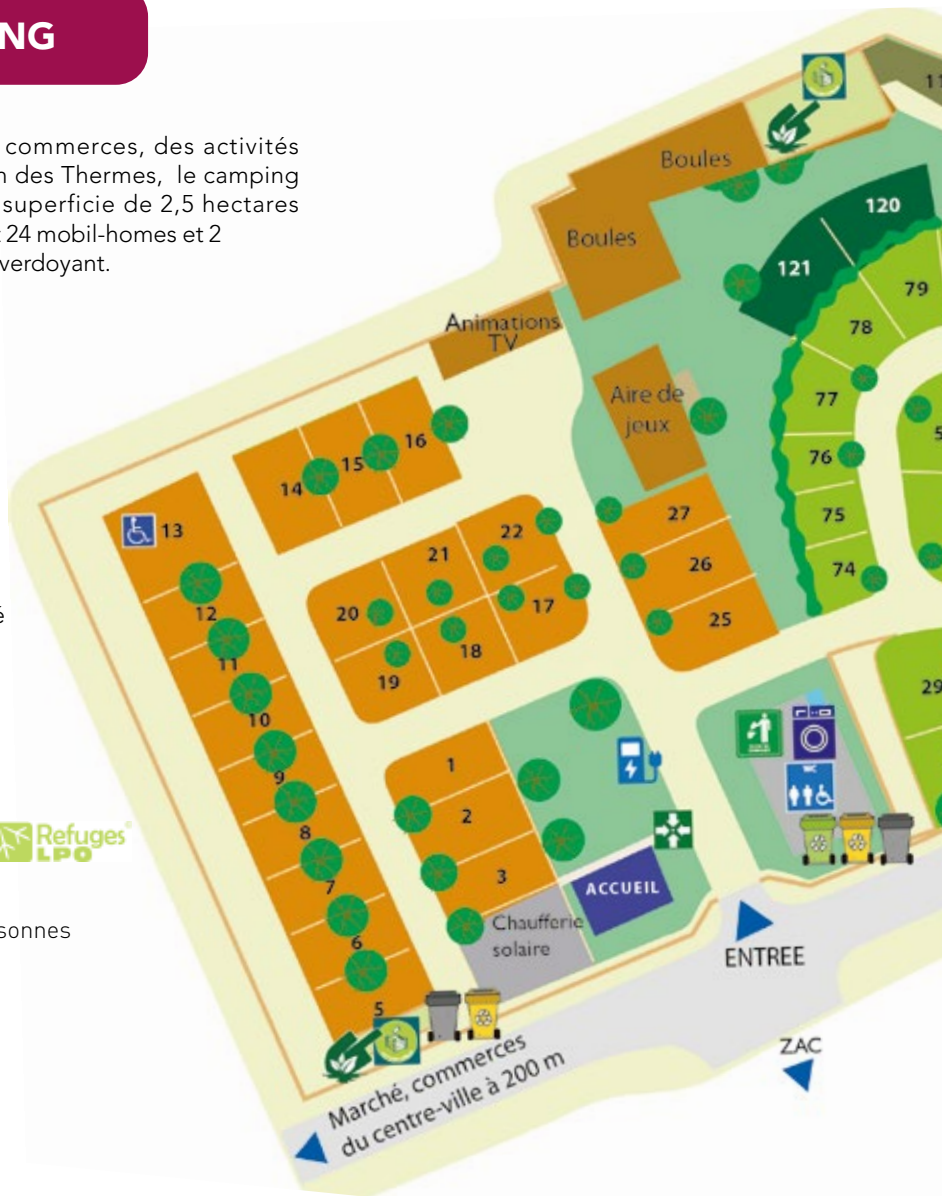 NG
commerces, des activités
des Thermes, le camping
superficie de 2,5 hectares
24 mobil-homes et 2
verdoyant.
Refuges
LPO
sonnes
11
Boules
Boules
120
121
79
78
77
76
75
74
5
Animations
TV
Aire de
jeux
16
15
14
13
12
11
10
9
8
7
6
5
22
21
20
17
18
19
27
26
25
29
1
2
3
WC
ACCUEIL
Chaufferie
solaire
ENTREE
ZAC
Marché, commerces
du centre-ville à 200 m